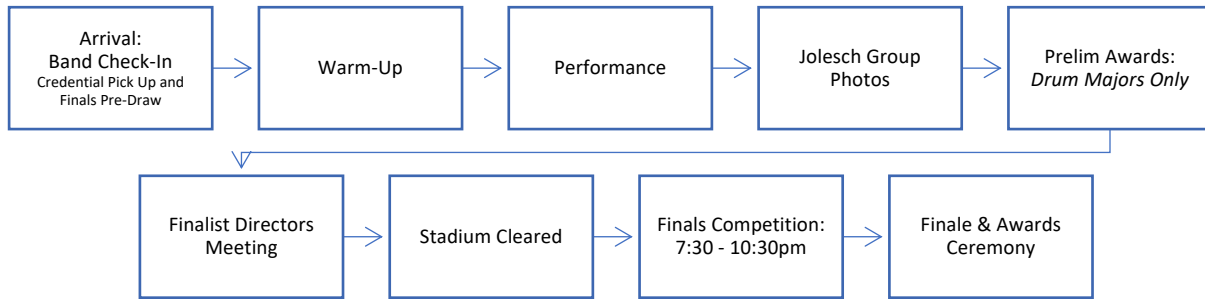 Arrival:
Band Check-In
Credential Pick Up and
Finals Pre-Draw
Warm-Up
Performance
Jolesch Group
Photos
Prelim Awards:
Drum Majors Only
Finalist Directors
Meeting
Stadium Cleared
Finals Competition:
7:30 - 10:30pm
Finale & Awards
Ceremony